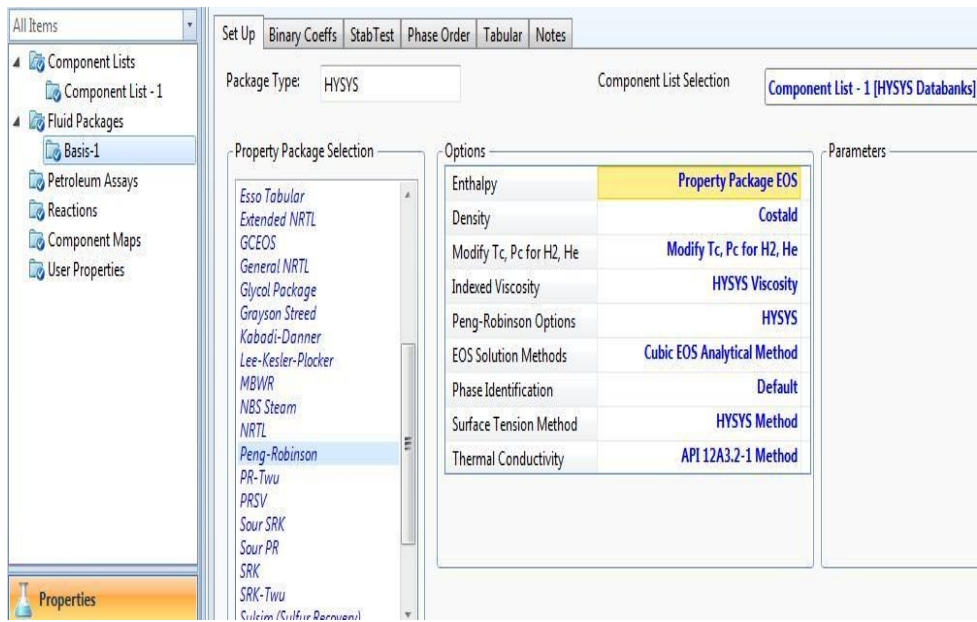 All Items
Component Lists
Component List - 1
Fluid Packages
Basis-1
Petroleum Assays
Reactions
Component Maps
User Properties
Properties
Set Up Binary Coeffs StabTest Phase Order Tabular Notes
Package Type: HYSYS Component List Selection Component List - 1 [HYSYS Databanks]
Property Package Selection
Esso Tabular
Extended NRTL
GCEOS
General NRTL
Glycol Package
Grayson Streed
Kabadi-Danner
Lee-Kesler-Plocker
MBWR
NBS Steam
NRTL
Peng-Robinson
PR-Twu
PRSV
Sour SRK
Sour PR
SRK
SRK-Twu
Sulsim (Sulfur Recovery)
Options
Enthalpy Property Package EOS
Density Costald
Modify Tc, Pc for H2, He Modify Tc, Pc for H2, He
Indexed Viscosity HYSYS Viscosity
Peng-Robinson Options HYSYS
EOS Solution Methods Cubic EOS Analytical Method
Phase Identification Default
Surface Tension Method HYSYS Method
Thermal Conductivity API 12A3.2-1 Method
Parameters